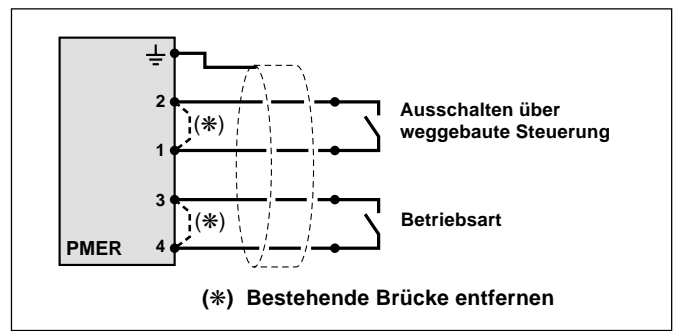 2
(✳)
1
Ausschalten über
weggebaute Steuerung
3
(✳)
Betriebsart
PMER 4
(✳) Bestehende Brücke entfernen